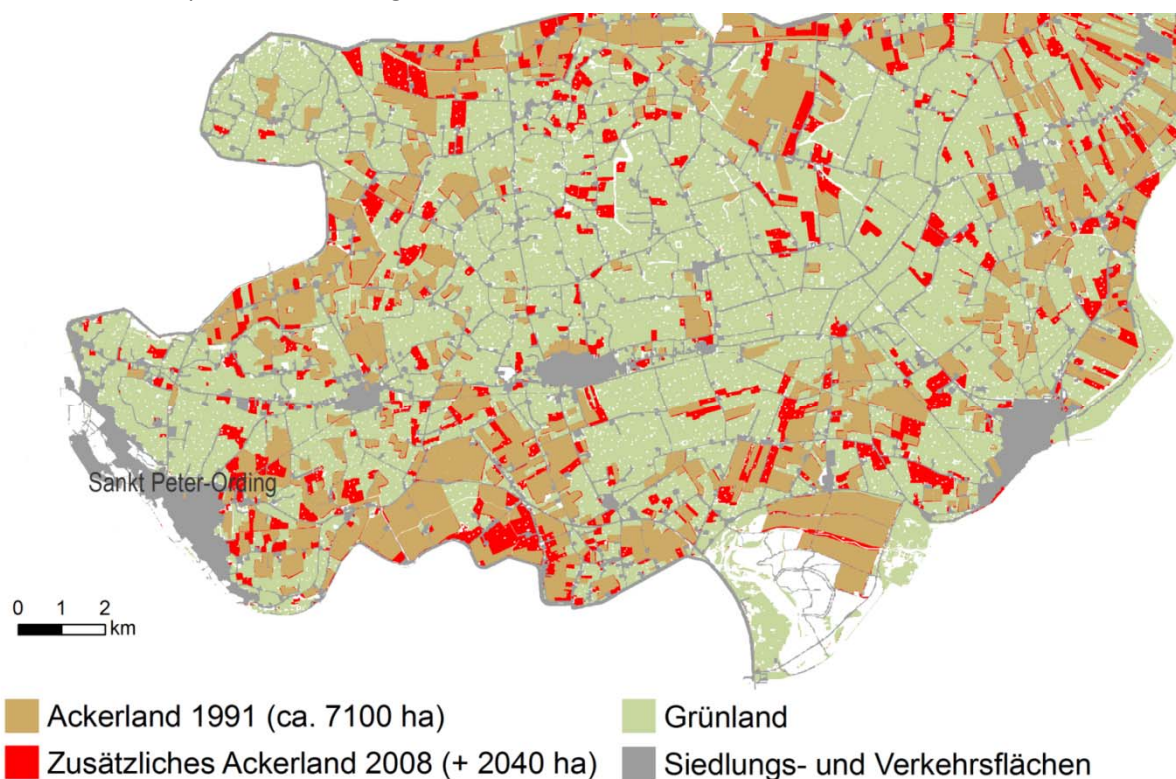 Sankt Peter-Ording
0 1 2
km
Ackerland 1991 (ca. 7100 ha)
Zusätzliches Ackerland 2008 (+ 2040 ha)
Grünland
Siedlungs- und Verkehrsflächen